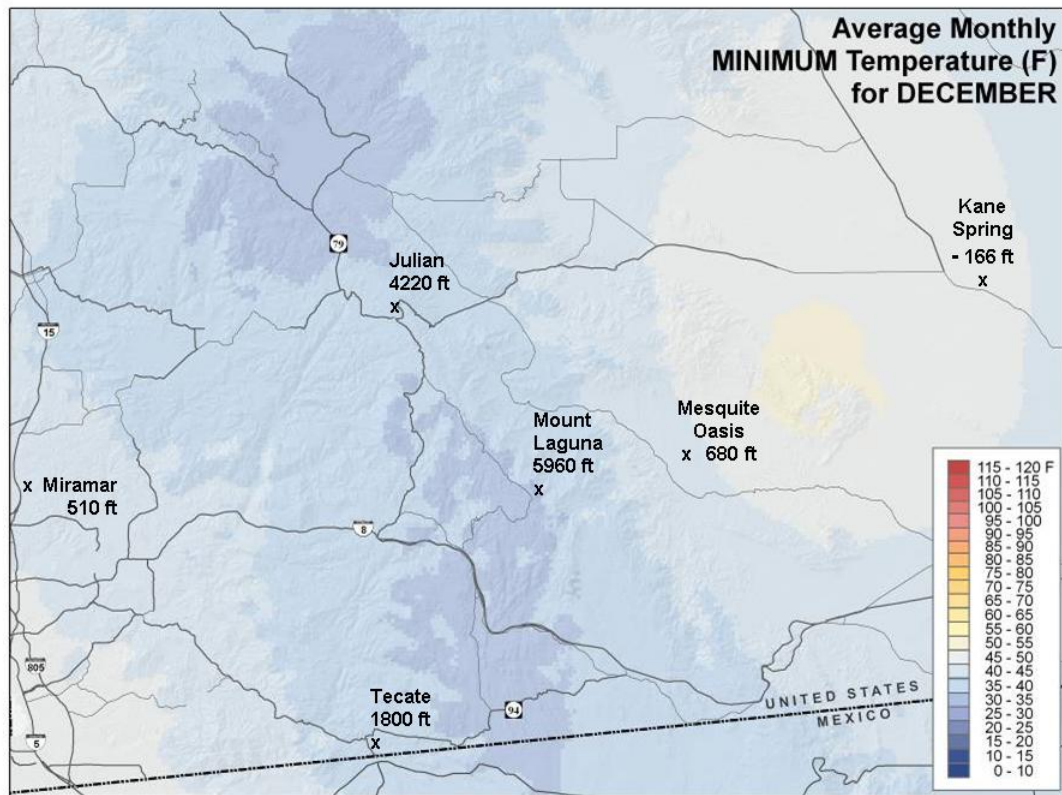 Average Monthly
MINIMUM Temperature (F)
for DECEMBER
Kane
Spring
- 166 ft
x
79
Julian
4220 ft
x
15
Mount
Laguna
5960 ft
x
Mesquite
Oasis
x 680 ft
x Miramar
510 ft
8
115 - 120 F
110 - 115
105 - 110
100 - 105
95 - 100
90 - 95
85 - 90
80 - 85
75 - 80
70 - 75
65 - 70
60 - 65
55 - 60
50 - 55
45 - 50
40 - 45
35 - 40
30 - 35
25 - 30
20 - 25
15 - 20
10 - 15
0 - 10
805
Tecate
1800 ft
x
94
UNITED STATES
MEXICO
5